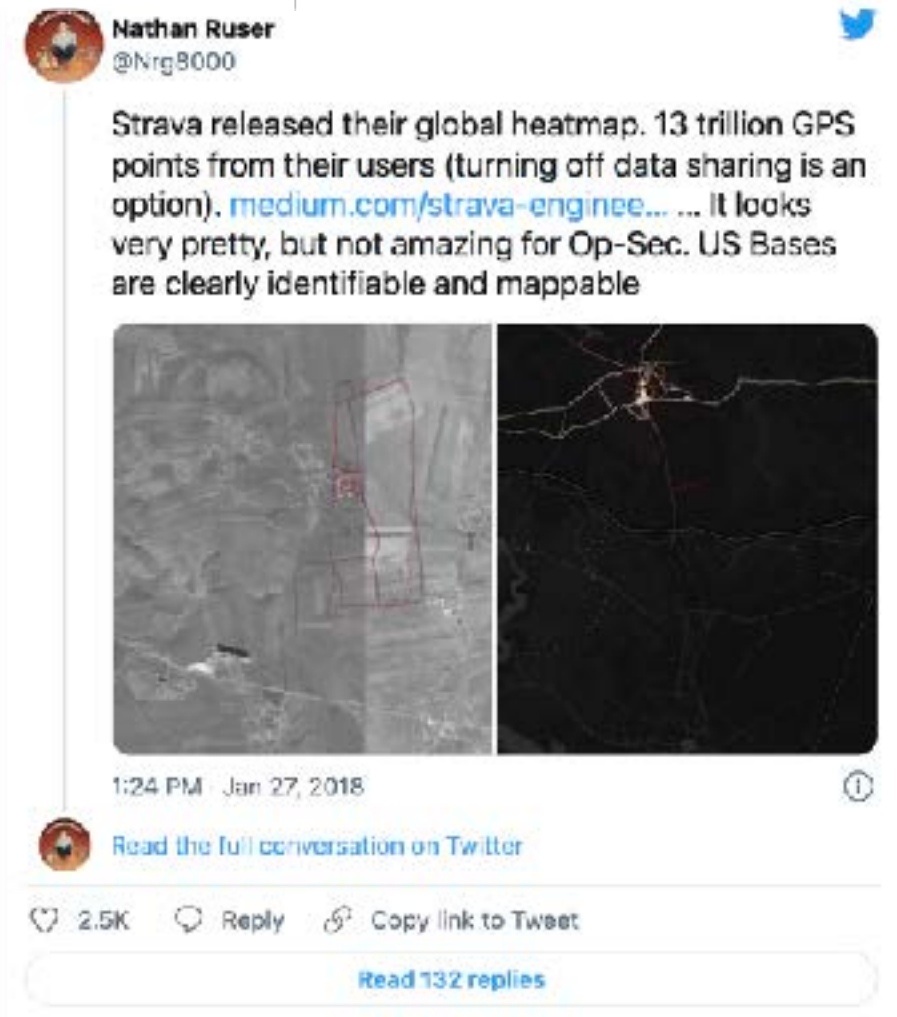 Nathan Ruser
@Nrg8000
Strava released their global heatmap. 13 trillion GPS
points from their users (turning off data sharing is an
option). medium.com/strava-enginee... ... It looks
very pretty, but not amazing for Op-Sec. US Bases
are clearly identifiable and mappable
1:24 PM · Jan 27, 2018
Read the full conversation on Twitter
2.5K Reply Copy link to Tweet
Read 132 replies